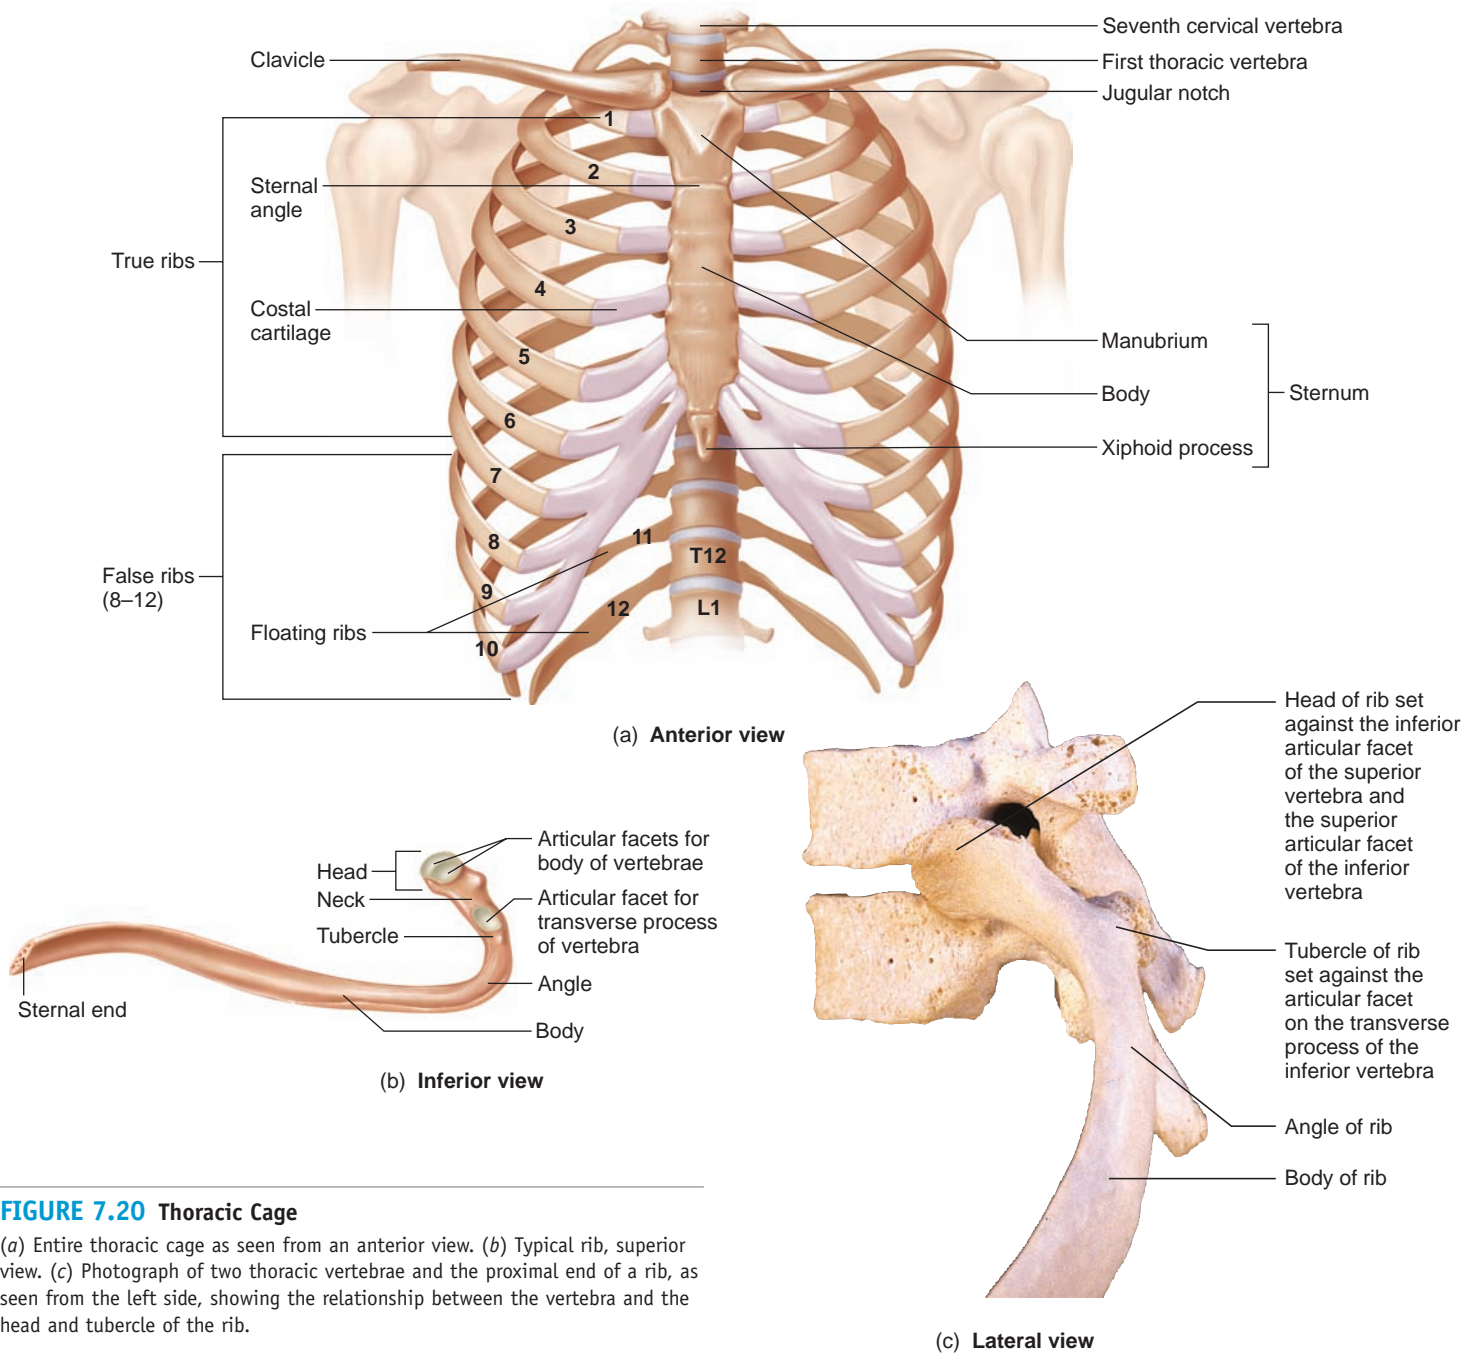 Clavicle
Seventh cervical vertebra
First thoracic vertebra
Jugular notch
1
2
Sternal
angle
3
True ribs
4
Costal
cartilage
5
6
7
8
9
10
11
12
T12
L1
Manubrium
Body
Sternum
Xiphoid process
False ribs
(8–12)
Floating ribs
(a) Anterior view
Head
Neck
Tubercle
Articular facets for
body of vertebrae
Articular facet for
transverse process
of vertebra
Angle
Body
Sternal end
(b) Inferior view
Head of rib set
against the inferior
articular facet
of the superior
vertebra and
the superior
articular facet
of the inferior
vertebra
Tubercle of rib
set against the
articular facet
on the transverse
process of the
inferior vertebra
Angle of rib
Body of rib
(c) Lateral view
FIGURE 7.20 Thoracic Cage
(a) Entire thoracic cage as seen from an anterior view. (b) Typical rib, superior
view. (c) Photograph of two thoracic vertebrae and the proximal end of a rib, as
seen from the left side, showing the relationship between the vertebra and the
head and tubercle of the rib.